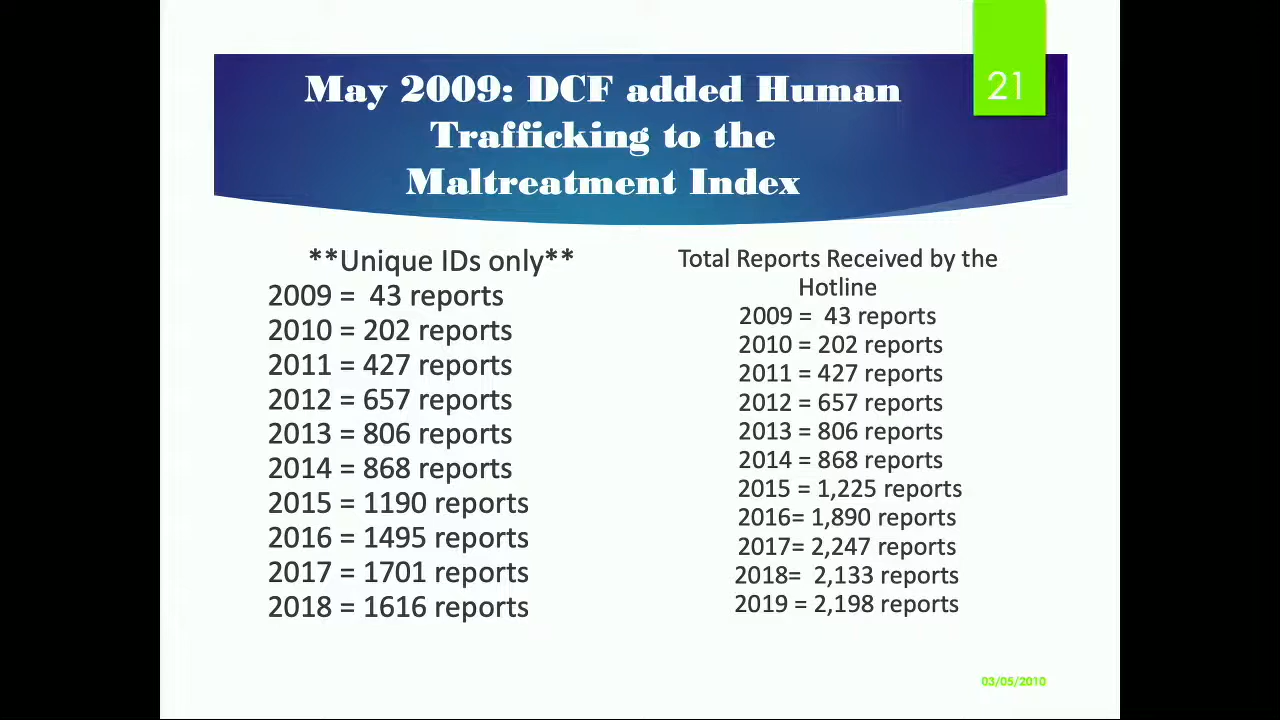 21
May 2009: DCF added Human
Trafficking to the
Maltreatment Index
**Unique IDs only**
2009 =  43 reports
2010 = 202 reports
2011 = 427 reports
2012 = 657 reports
2013 = 806 reports
2014 = 868 reports
2015 = 1190 reports
2016 = 1495 reports
2017 = 1701 reports
2018 = 1616 reports
Total Reports Received by the
Hotline
2009 =  43 reports
2010 = 202 reports
2011 = 427 reports
2012 = 657 reports
2013 = 806 reports
2014 = 868 reports
2015 = 1,225 reports
2016= 1,890 reports
2017= 2,247 reports
2018=  2,133 reports
2019 = 2,198 reports
03/05/2010